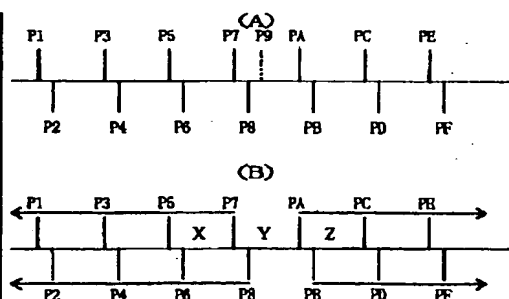 (A)
P1 P3 P5 P7 P9 PA PC PE
P2 P4 P6 P8 PB PD PF
(B)
P1 P3 P5 P7 PA PC PE
X Y Z
P2 P4 P6 P8 PB PD PF